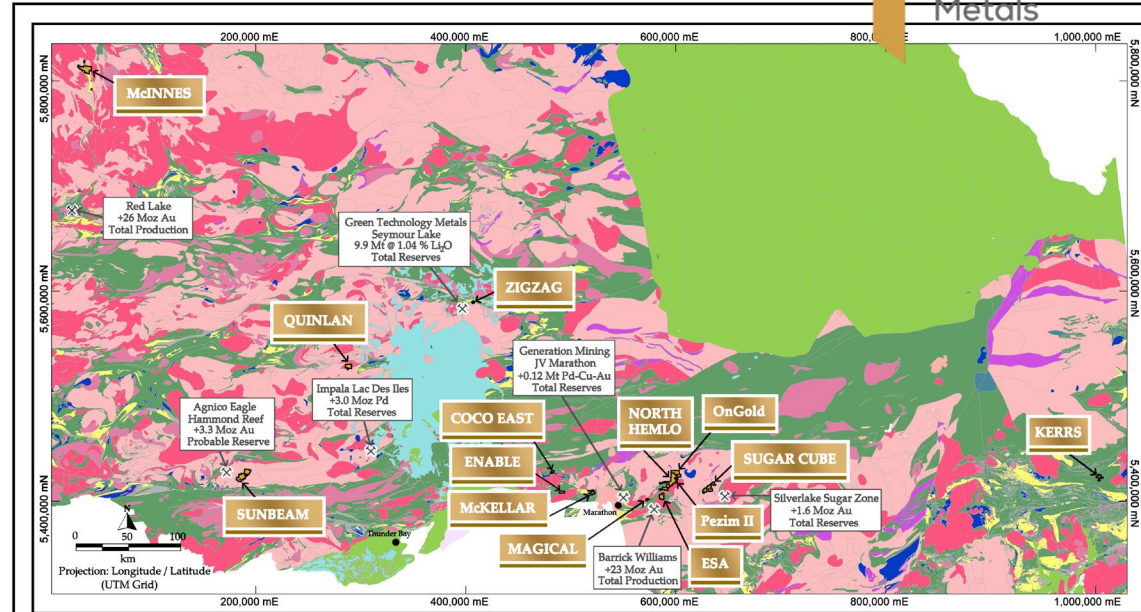 Metals
200,000 mE
400,000 mE
600,000 mE
800,000 mE
1,000,000 mE
5,800,000 mN
5,800,000 mN
McINNES
Red Lake
+26 Moz Au
Total Production
Green Technology Metals
Seymour Lake
9.9 Mt @ 1.04 % Li₂O
Total Reserves
5,600,000 mN
5,600,000 mN
ZIGZAG
QUINLAN
Generation Mining
JV Marathon
+0.12 Mt Pd-Cu-Au
Total Reserves
Impala Lac Des Iles
+3.0 Moz Pd
Total Reserves
Agnico Eagle
Hammond Reef
+3.3 Moz Au
Probable Reserve
COCO EAST
NORTH
HEMLO
OnGold
KERRS
ENABLE
SUGAR CUBE
5,400,000 mN
5,400,000 mN
SUNBEAM
McKELLAR
Marathon
Pezim II
Silverlake Sugar Zone
+1.6 Moz Au
Total Reserves
N
Thunder Bay
MAGICAL
Barrick Williams
+23 Moz Au
Total Production
ESA
0 50 100
km
Projection: Longitude / Latitude
(UTM Grid)
200,000 mE
400,000 mE
600,000 mE
800,000 mE
1,000,000 mE